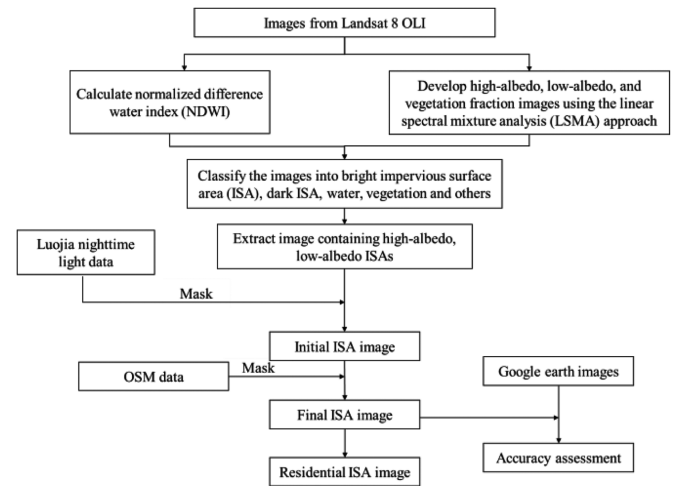 Images from Landsat 8 OLI
Calculate normalized difference
water index (NDWI)
Develop high-albedo, low-albedo, and
vegetation fraction images using the linear
spectral mixture analysis (LSMA) approach
Classify the images into bright impervious surface
area (ISA), dark ISA, water, vegetation and others
Luojia nighttime
light data
Extract image containing high-albedo,
low-albedo ISAs
Mask
Initial ISA image
OSM data
Mask
Google earth images
Final ISA image
Accuracy assessment
Residential ISA image